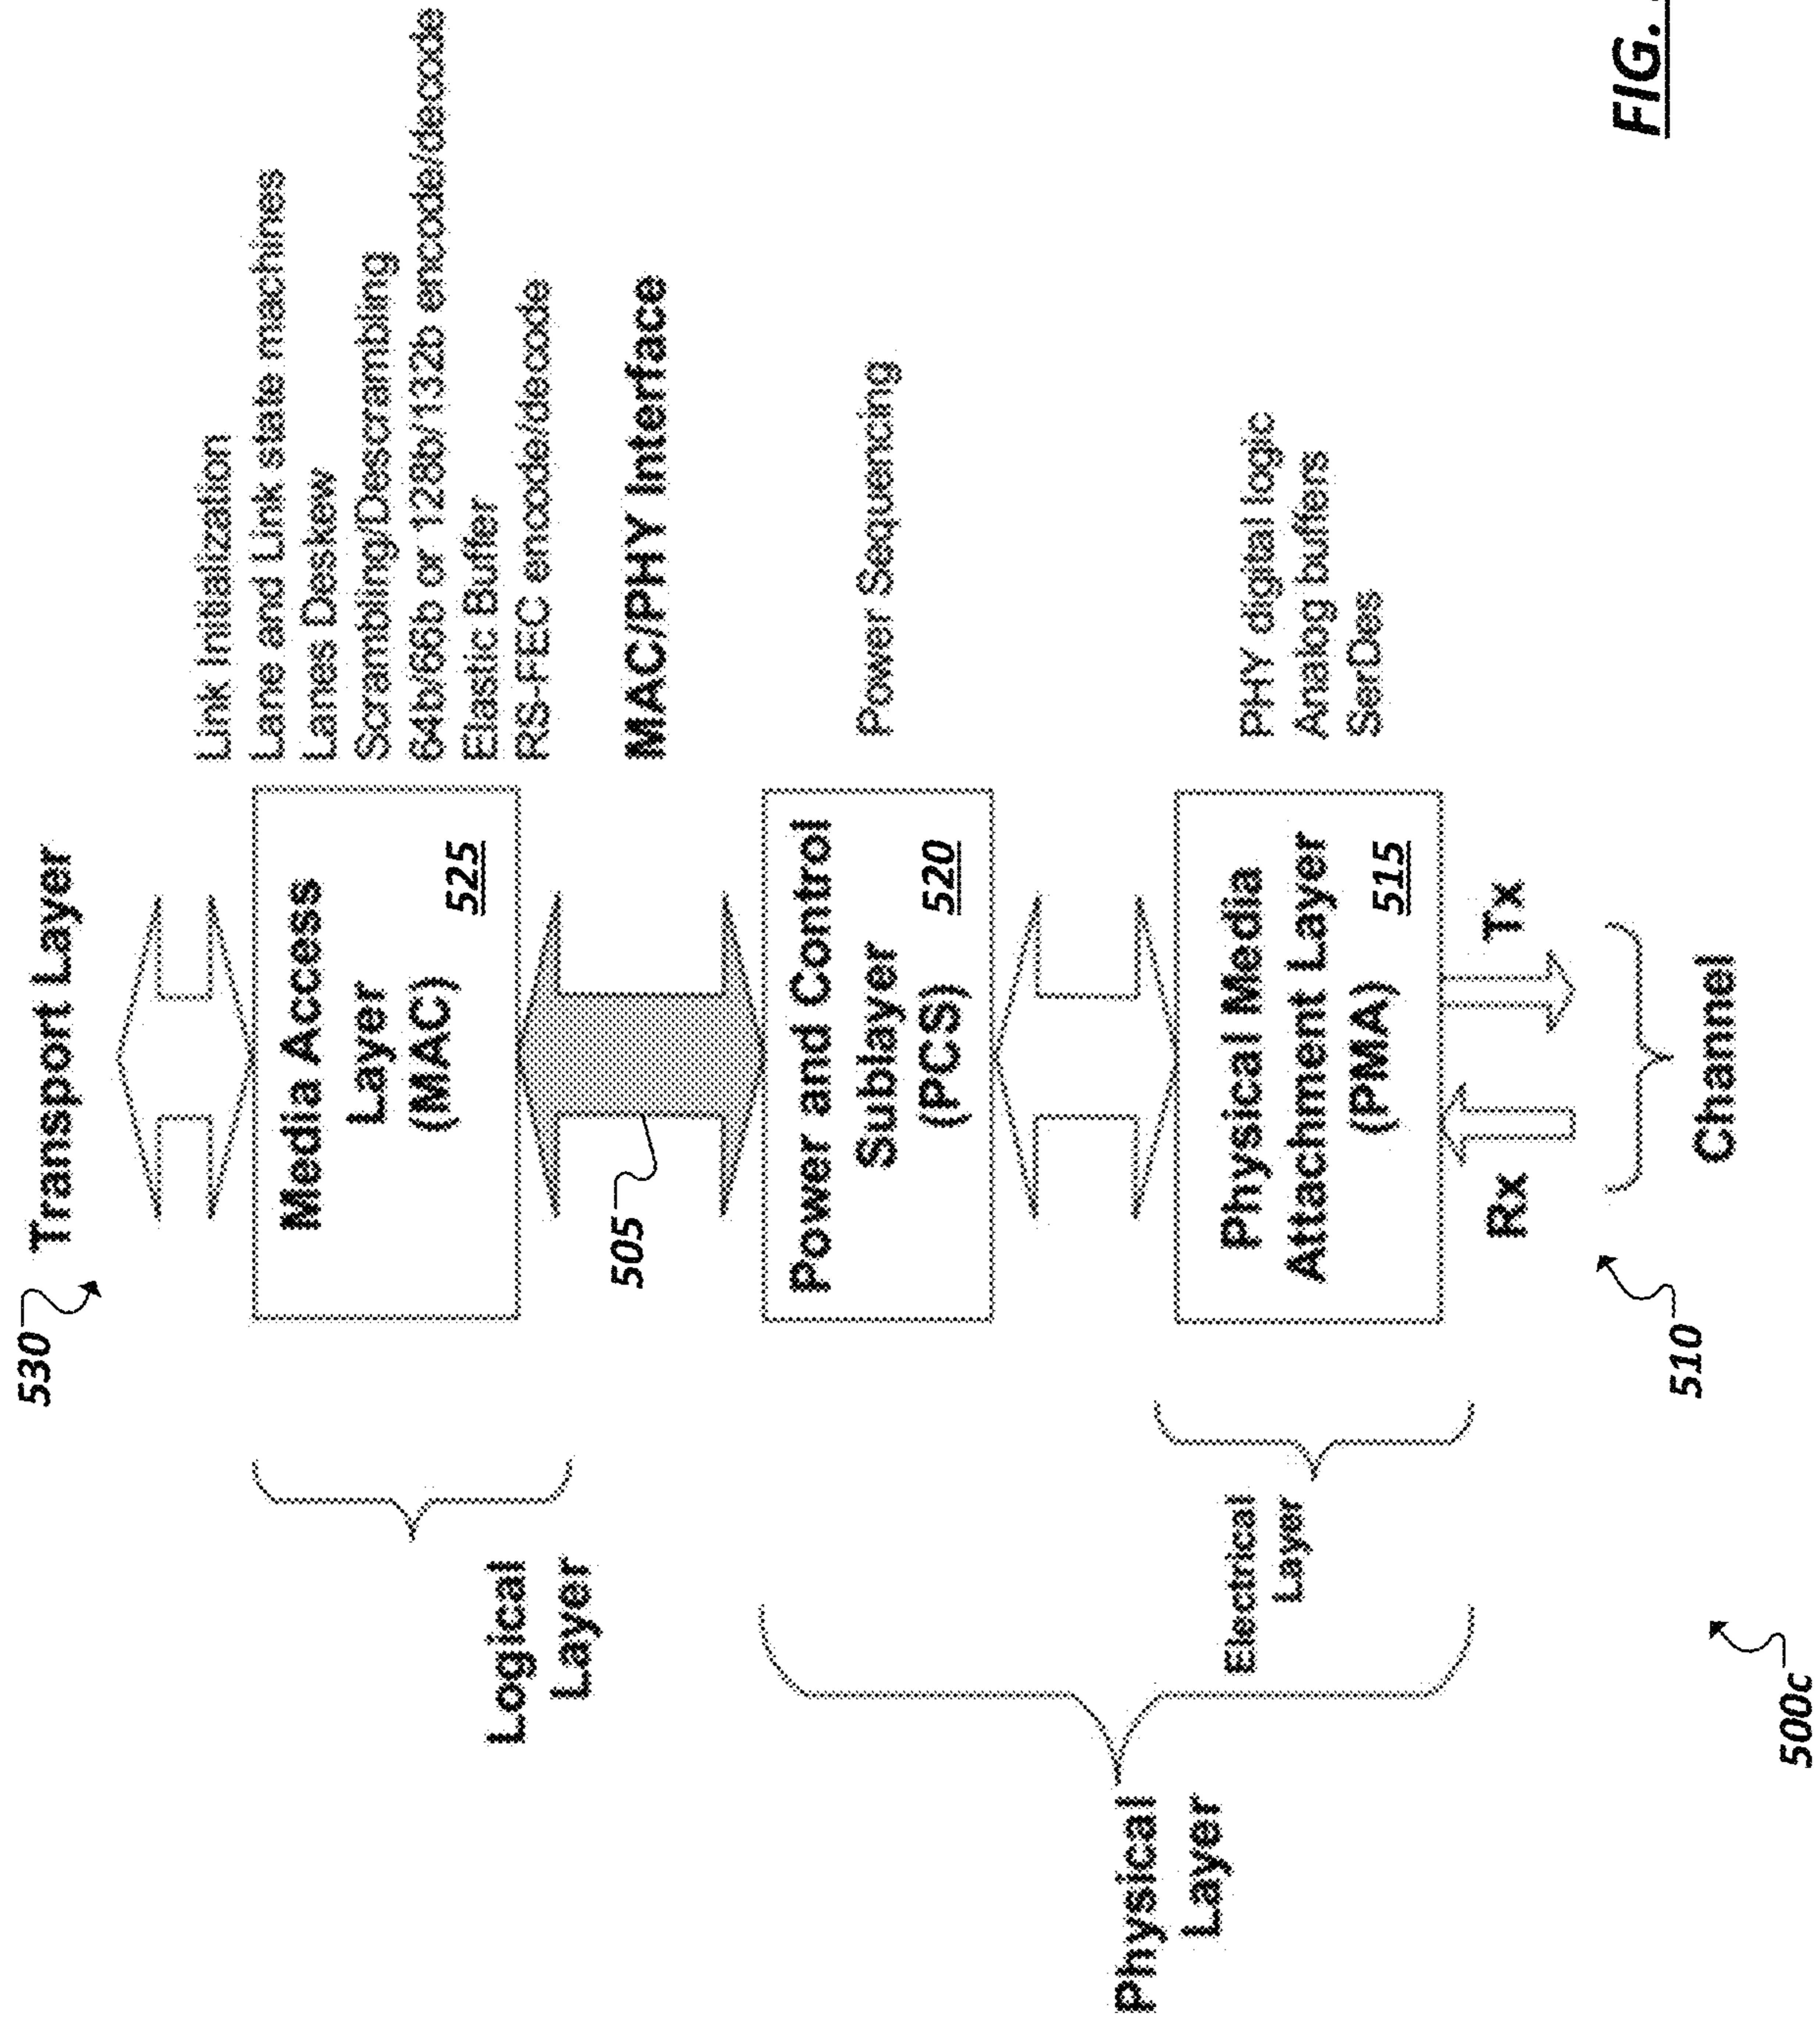 530
Transport Layer
Link Initialization
Lane and Link state machines
Lanes Deskew
Scrambling/Descrambling
64b/66b or 128b/132b encode/decode
Elastic Buffer
RS-FEC encode/decode
Media Access
Layer
(MAC)
525
Logical
Layer
505
MAC/PHY Interface
Power and Control
Sublayer
(PCS)
520
Power Sequencing
Physical
Layer
Electrical
Layer
Physical Media
Attachment Layer
(PMA)
515
PHY digital logic
Analog buffers
SerDes
Rx
Tx
510
Channel
500c
FIG.